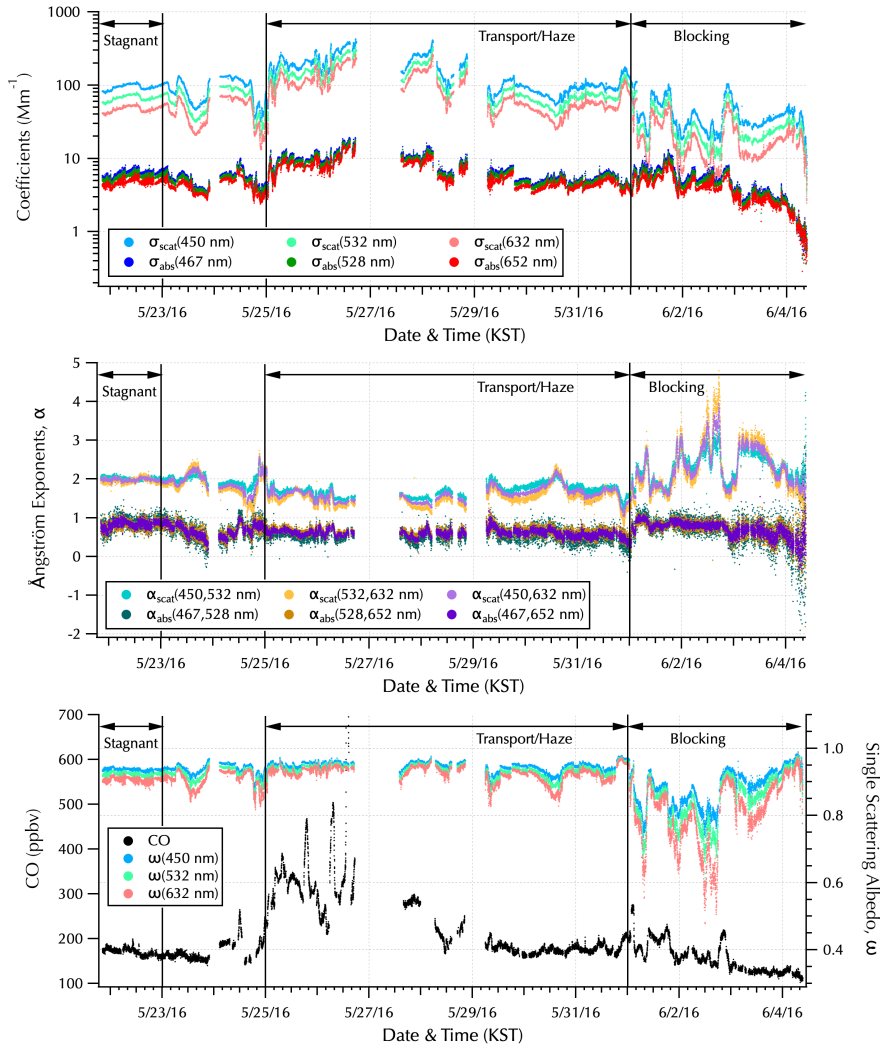 1000
100
10
1
Coefficients (Mm⁻¹)
Stagnant
Transport/Haze
Blocking
σscat(450 nm) σscat(532 nm) σscat(632 nm)
σabs(467 nm) σabs(528 nm) σabs(652 nm)
5/23/16 5/25/16 5/27/16 5/29/16 5/31/16 6/2/16 6/4/16
Date & Time (KST)
5
4
3
2
1
0
-1
-2
Ångström Exponents, α
Stagnant
Transport/Haze
Blocking
αscat(450,532 nm) αscat(532,632 nm) αscat(450,632 nm)
αabs(467,528 nm) αabs(528,652 nm) αabs(467,652 nm)
5/23/16 5/25/16 5/27/16 5/29/16 5/31/16 6/2/16 6/4/16
Date & Time (KST)
700
600
500
400
300
200
100
CO (ppbv)
Stagnant
Transport/Haze
Blocking
CO
ω(450 nm)
ω(532 nm)
ω(632 nm)
1.0
0.8
0.6
0.4
Single Scattering Albedo, ω
5/23/16 5/25/16 5/27/16 5/29/16 5/31/16 6/2/16 6/4/16
Date & Time (KST)